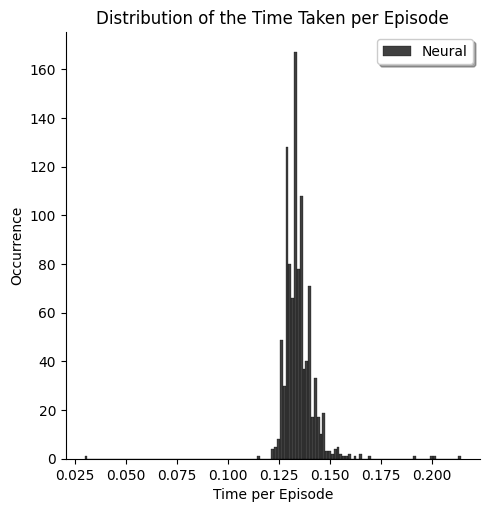 Distribution of the Time Taken per Episode
Neural
160
140
120
100
80
60
40
20
0
Occurrence
0.025 0.050 0.075 0.100 0.125 0.150 0.175 0.200
Time per Episode